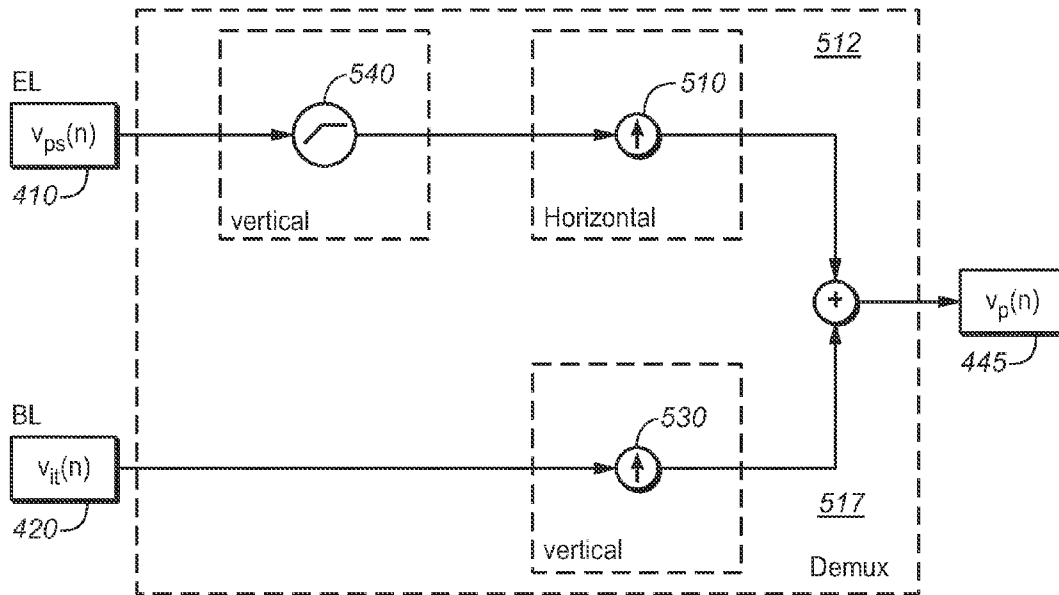 512
540
510
EL
v_ps(n)
410
vertical
Horizontal
+
v_p(n)
445
BL
530
v_it(n)
420
517
vertical
Demux